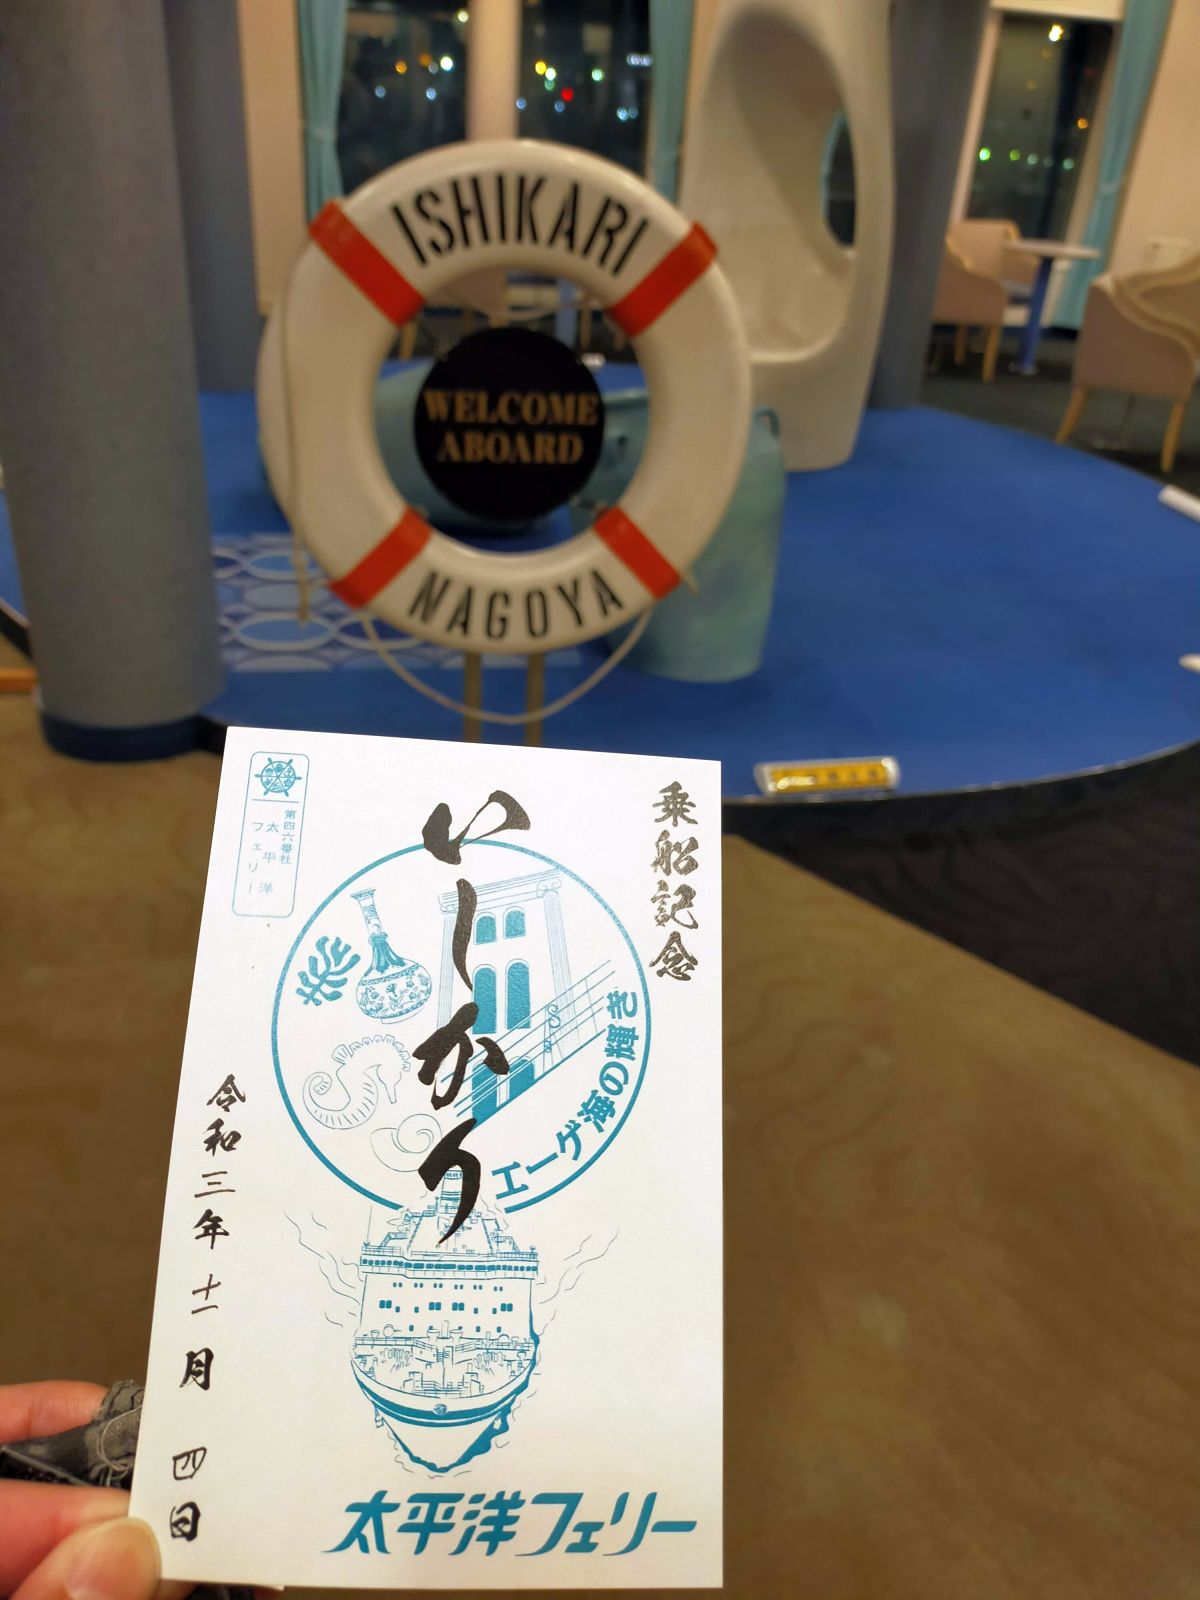 ISHIKARI
WELCOME
ABOARD
NAGOYA
乗船記念
いしかり
エーゲ海の輝き
第四六番社
太平洋
フェリー
令和三年十一月四日
太平洋フェリー